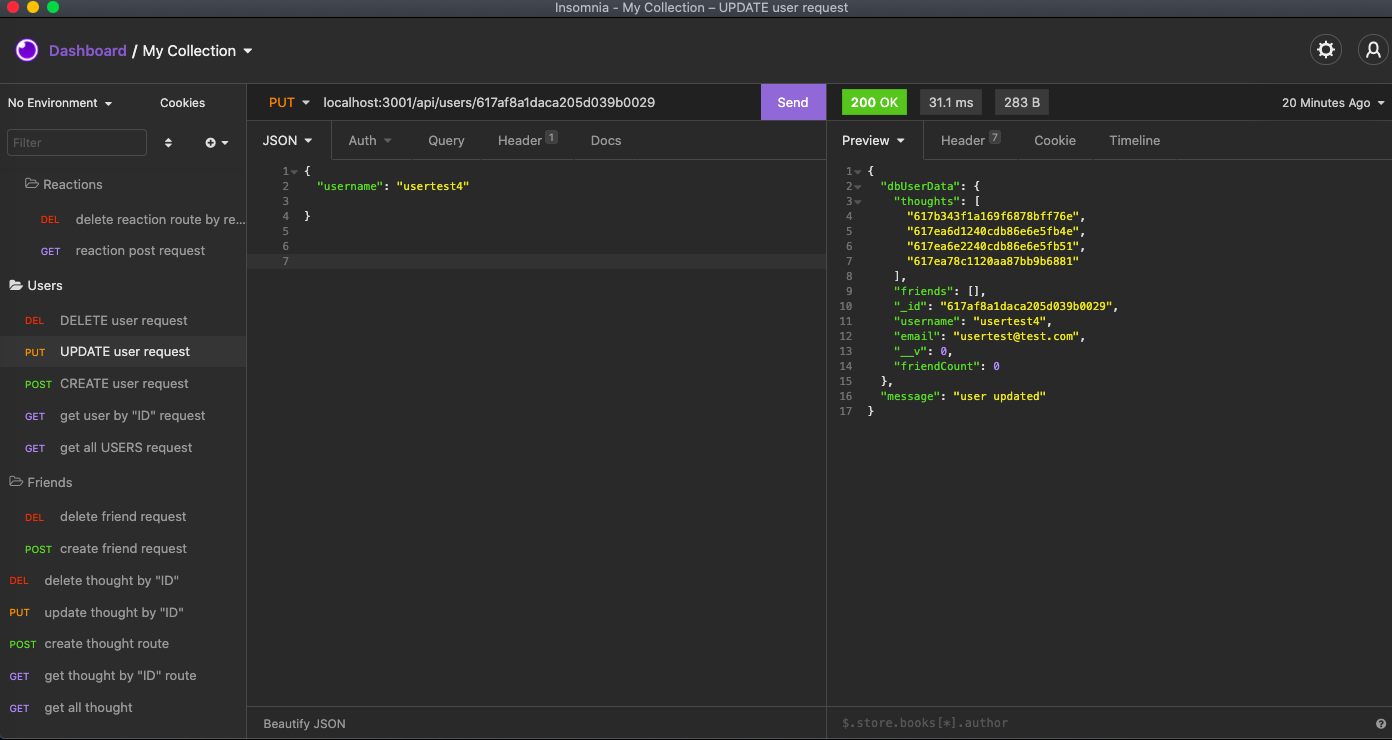 Insomnia - My Collection – UPDATE user request
Dashboard / My Collection
No Environment
Cookies
Filter
Reactions
DEL delete reaction route by re...
GET reaction post request
Users
DEL DELETE user request
PUT UPDATE user request
POST CREATE user request
GET get user by "ID" request
GET get all USERS request
Friends
DEL delete friend request
POST create friend request
DEL delete thought by "ID"
PUT update thought by "ID"
POST create thought route
GET get thought by "ID" route
GET get all thought
PUT localhost:3001/api/users/617af8a1daca205d039b0029 Send
JSON Auth Query Header 1 Docs
1 {
2 "username": "usertest4"
3
4 }
5
6
7
Beautify JSON
200 OK 31.1 ms 283 B 20 Minutes Ago
Preview Header 7 Cookie Timeline
1 {
2 "dbUserData": {
3 "thoughts": [
4 "617b343f1a169f6878bff76e",
5 "617ea6d1240cdb86e6e5fb4e",
6 "617ea6e2240cdb86e6e5fb51",
7 "617ea78c1120aa87bb9b6881"
8 ],
9 "friends": [],
10 "_id": "617af8a1daca205d039b0029",
11 "username": "usertest4",
12 "email": "usertest@test.com",
13 "__v": 0,
14 "friendCount": 0
15 },
16 "message": "user updated"
17 }
$.store.books[*].author